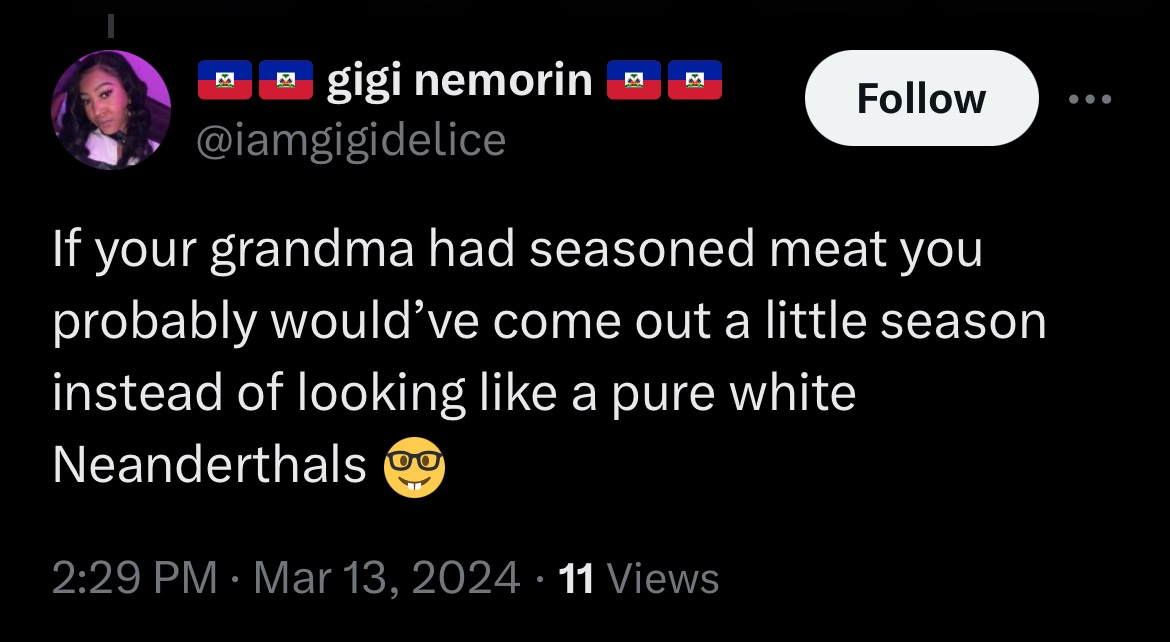 🇭🇹🇭🇹 gigi nemorin 🇭🇹🇭🇹
Follow
@iamgigidelice
If your grandma had seasoned meat you
probably would’ve come out a little season
instead of looking like a pure white
Neanderthals 🤓
2:29 PM · Mar 13, 2024 · 11 Views